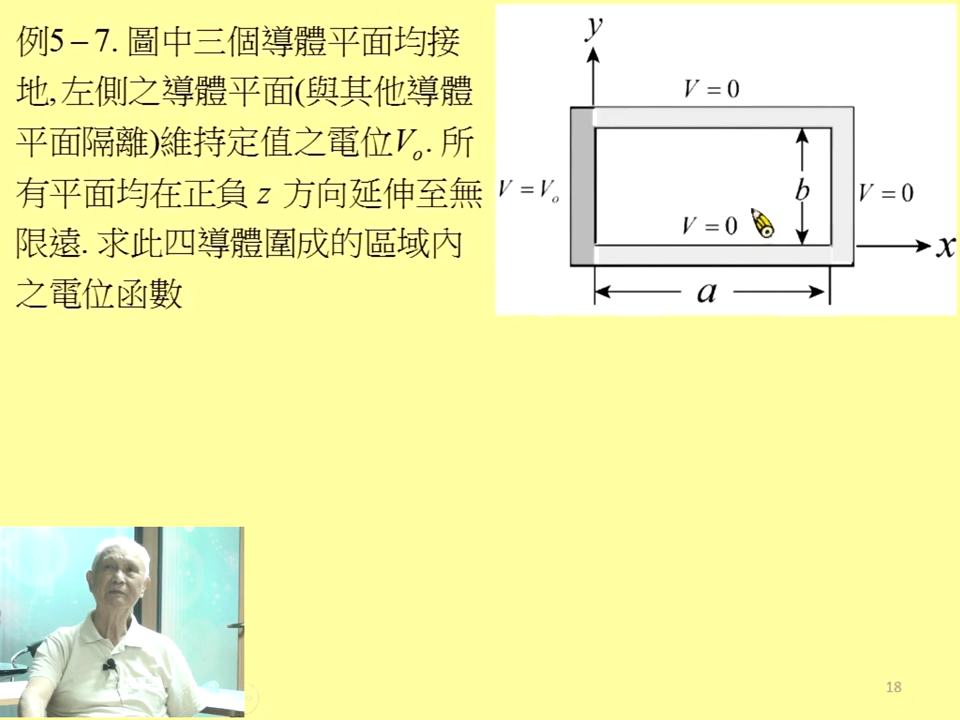 例5－7. 圖中三個導體平面均接
地, 左側之導體平面(與其他導體
平面隔離)維持定值之電位Vo. 所
有平面均在正負 z 方向延伸至無
限遠. 求此四導體圍成的區域內
之電位函數
y
V = 0
V = Vo
b
V = 0
V = 0
x
a
18